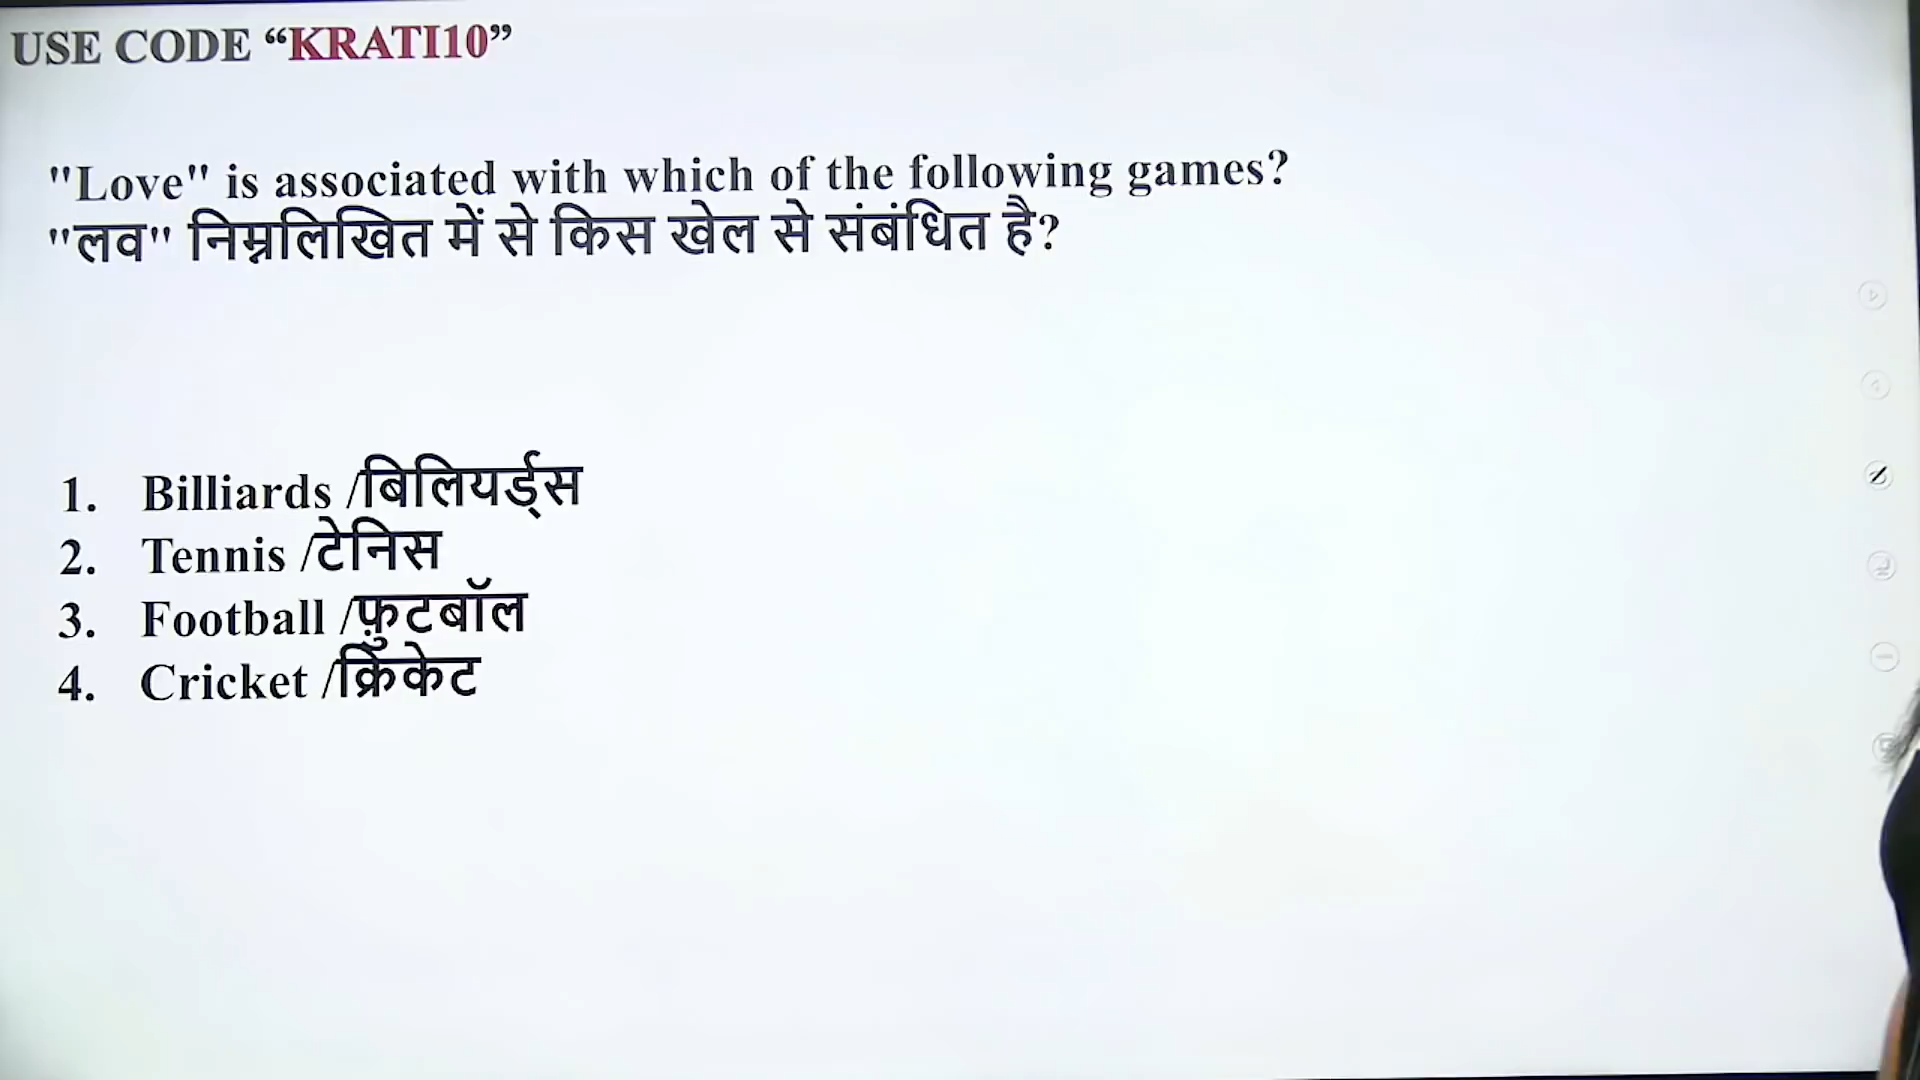 USE CODE “KRATI10”
"Love" is associated with which of the following games?
"लव" निम्नलिखित में से किस खेल से संबंधित है?
1. Billiards /बिलियर्ड्स
2. Tennis /टेनिस
3. Football /फ़ुटबॉल
4. Cricket /क्रिकेट